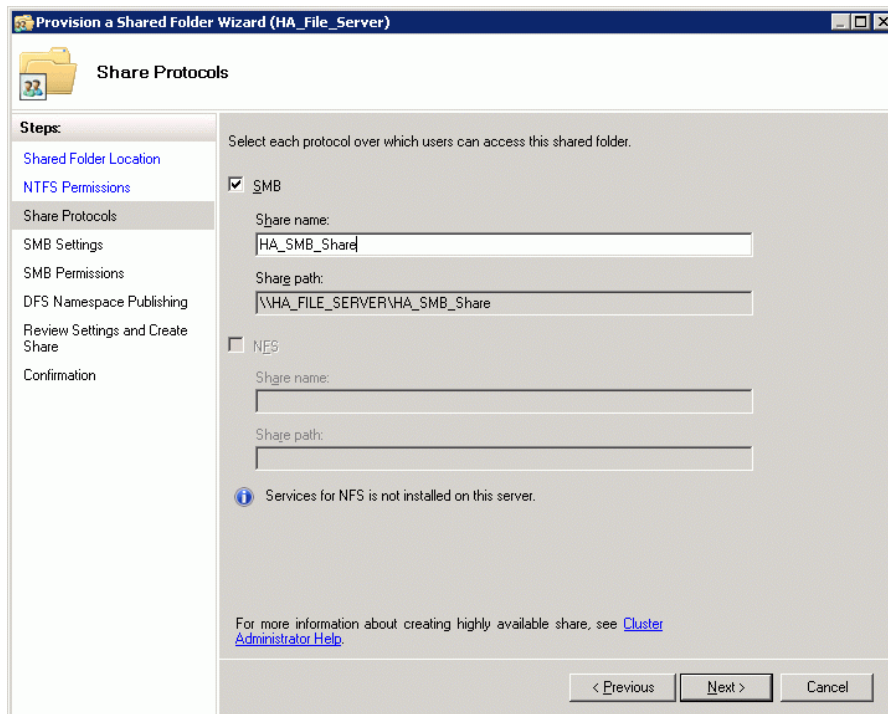 Provision a Shared Folder Wizard (HA_File_Server)
Share Protocols
Steps:
Shared Folder Location
NTFS Permissions
Share Protocols
SMB Settings
SMB Permissions
DFS Namespace Publishing
Review Settings and Create
Share
Confirmation
Select each protocol over which users can access this shared folder.
SMB
Share name:
HA_SMB_Share
Share path:
\\HA_FILE_SERVER\HA_SMB_Share
NFS
Share name:
Share path:
Services for NFS is not installed on this server.
For more information about creating highly available share, see Cluster
Administrator Help.
< Previous
Next >
Cancel